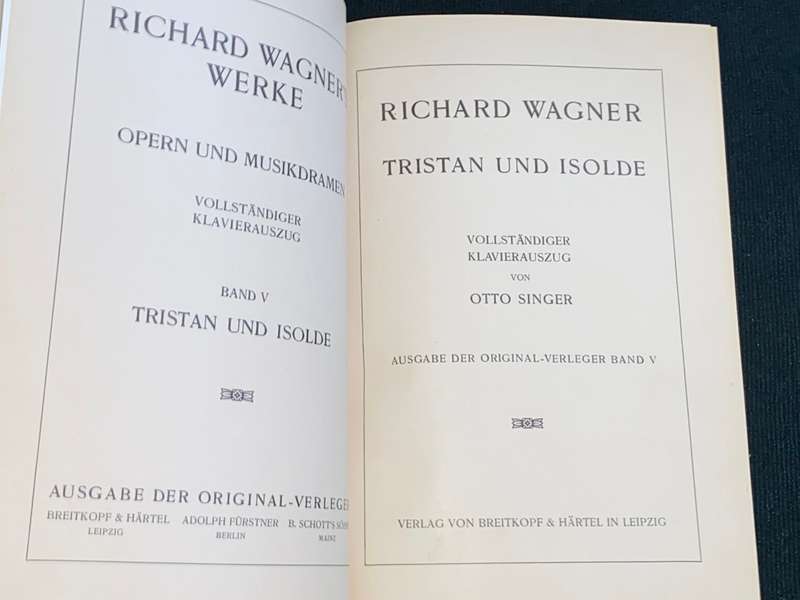 RICHARD WAGNER'
WERKE
OPERN UND MUSIKDRAMEN
VOLLSTÄNDIGER
KLAVIERAUSZUG
BAND V
TRISTAN UND ISOLDE
AUSGABE DER ORIGINAL-VERLEGER
BREITKOPF & HÄRTEL ADOLPH FÜRSTNER B. SCHOTT'S
LEIPZIG BERLIN MAINZ
RICHARD WAGNER
TRISTAN UND ISOLDE
VOLLSTÄNDIGER
KLAVIERAUSZUG
VON
OTTO SINGER
AUSGABE DER ORIGINAL-VERLEGER BAND V
VERLAG VON BREITKOPF & HÄRTEL IN LEIPZIG